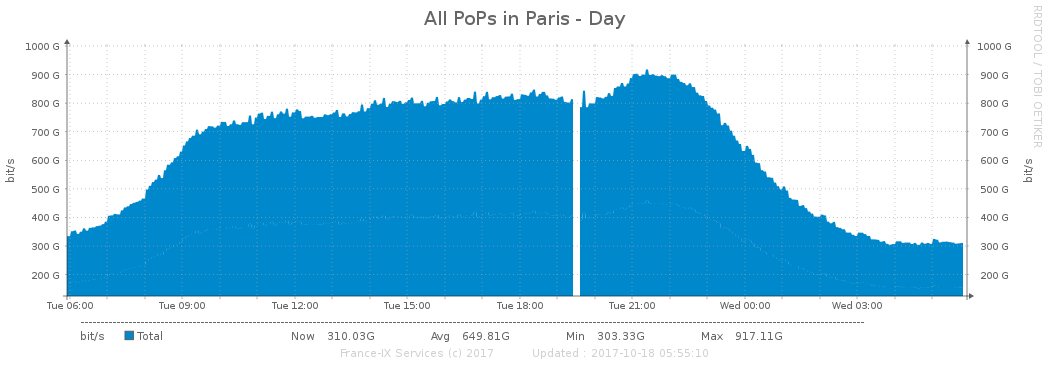 All PoPs in Paris - Day
RRDTOOL / TOBI OETIKER
bit/s
1000 G
900 G
800 G
700 G
600 G
500 G
400 G
300 G
200 G
1000 G
900 G
800 G
700 G
600 G
500 G
400 G
300 G
200 G
bit/s
Tue 06:00 Tue 09:00 Tue 12:00 Tue 15:00 Tue 18:00 Tue 21:00 Wed 00:00 Wed 03:00
bit/s Total Now 310.03G Avg 649.81G Min 303.33G Max 917.11G
France-IX Services (c) 2017 Updated : 2017-10-18 05:55:10